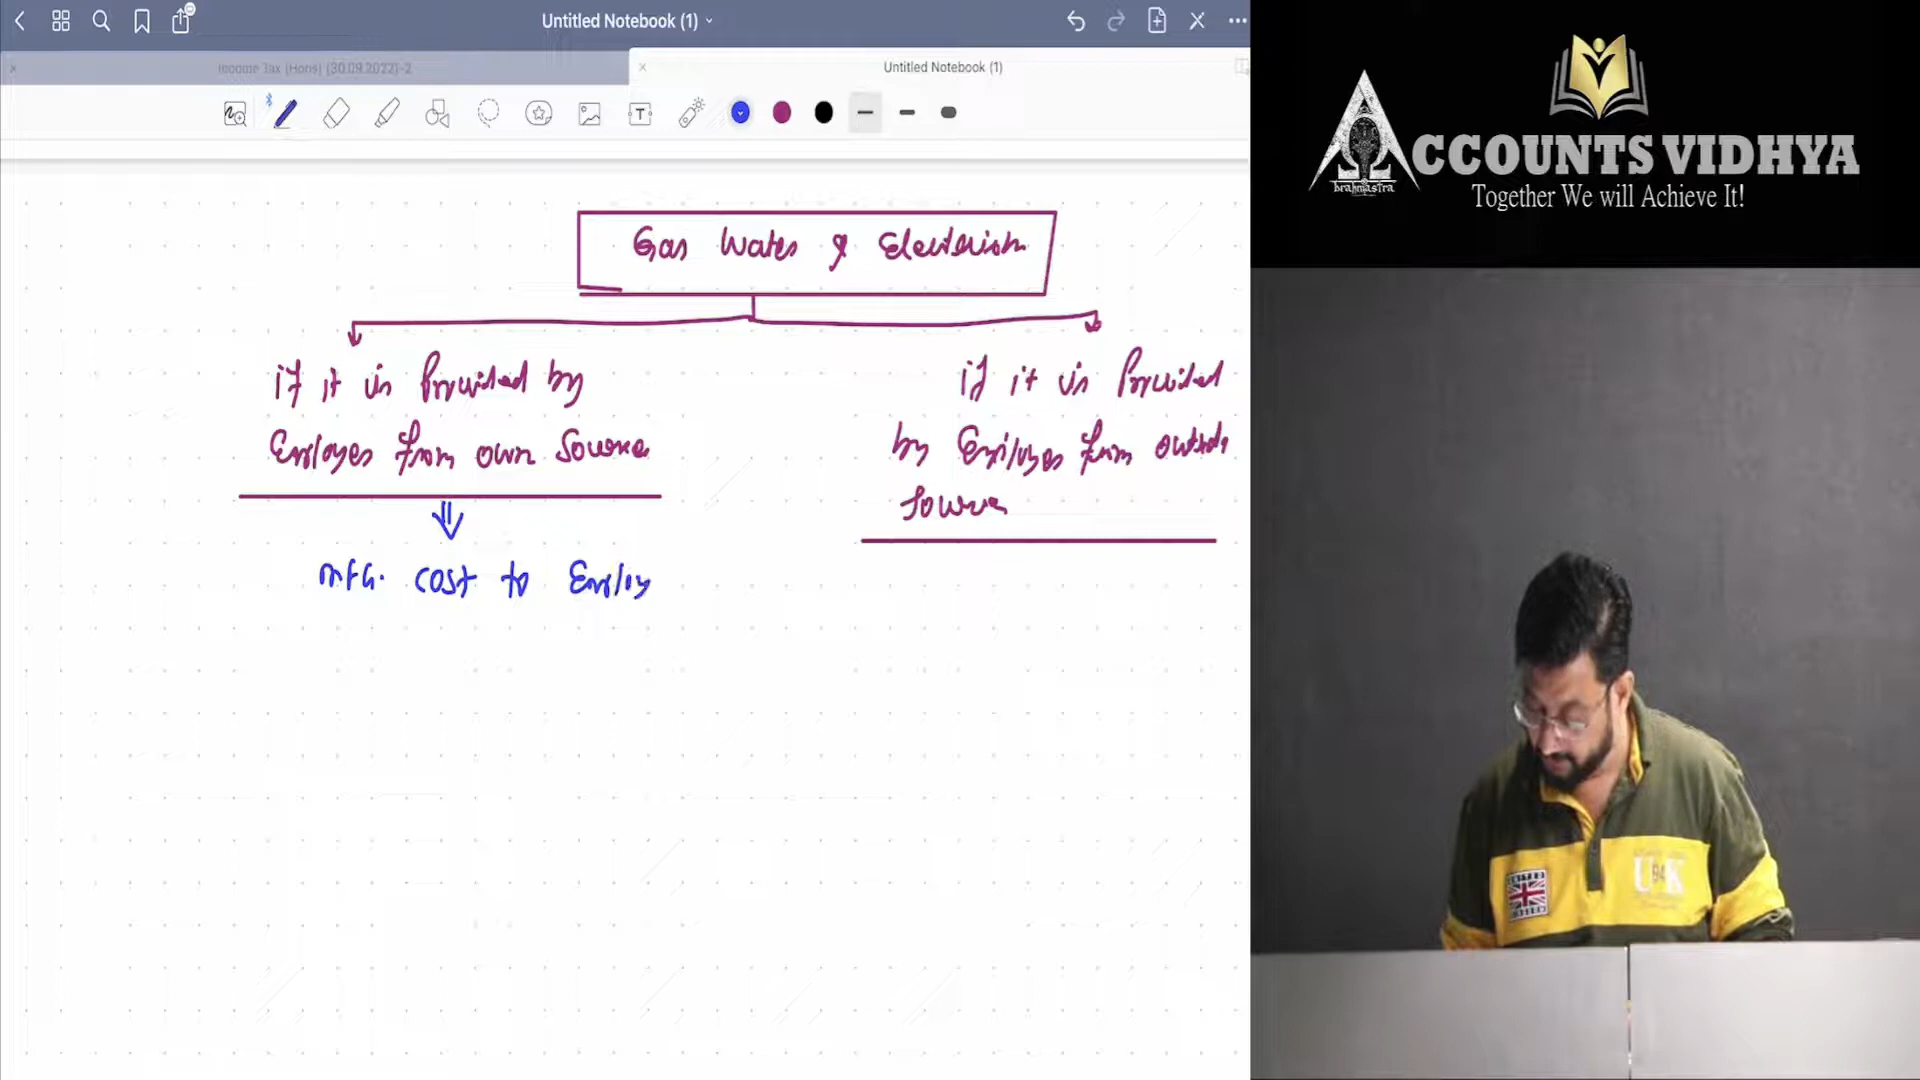 Untitled Notebook (1)
Income Tax (Hons) (30.09.2022)-2
Untitled Notebook (1)
T
Gas Water & Electricity
if it is Provided by
Employer from own Source
if it is Provided
by Employer from outside
Source
MFG. cost to Employ
ACCOUNTS VIDHYA
brahmastra
Together We will Achieve It!
UK